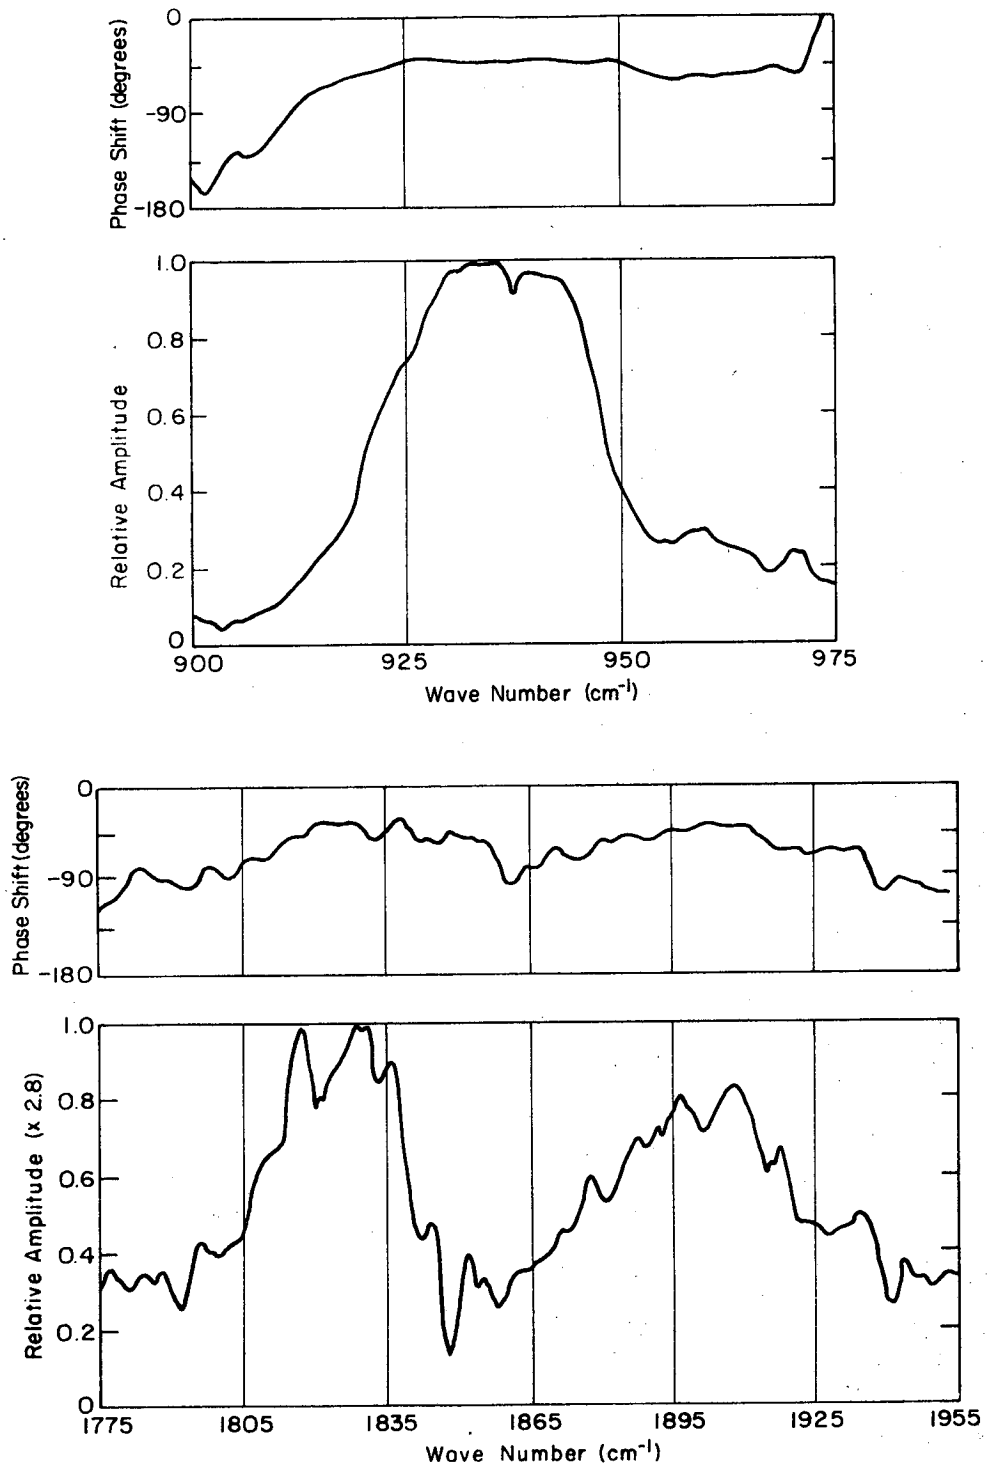 0
-90
-180
Phase Shift (degrees)
1.0
0.8
0.6
0.4
0.2
0
Relative Amplitude
900 925 950 975
Wave Number (cm⁻¹)
0
-90
-180
Phase Shift (degrees)
1.0
0.8
0.6
0.4
0.2
0
Relative Amplitude (x 2.8)
1775 1805 1835 1865 1895 1925 1955
Wave Number (cm⁻¹)